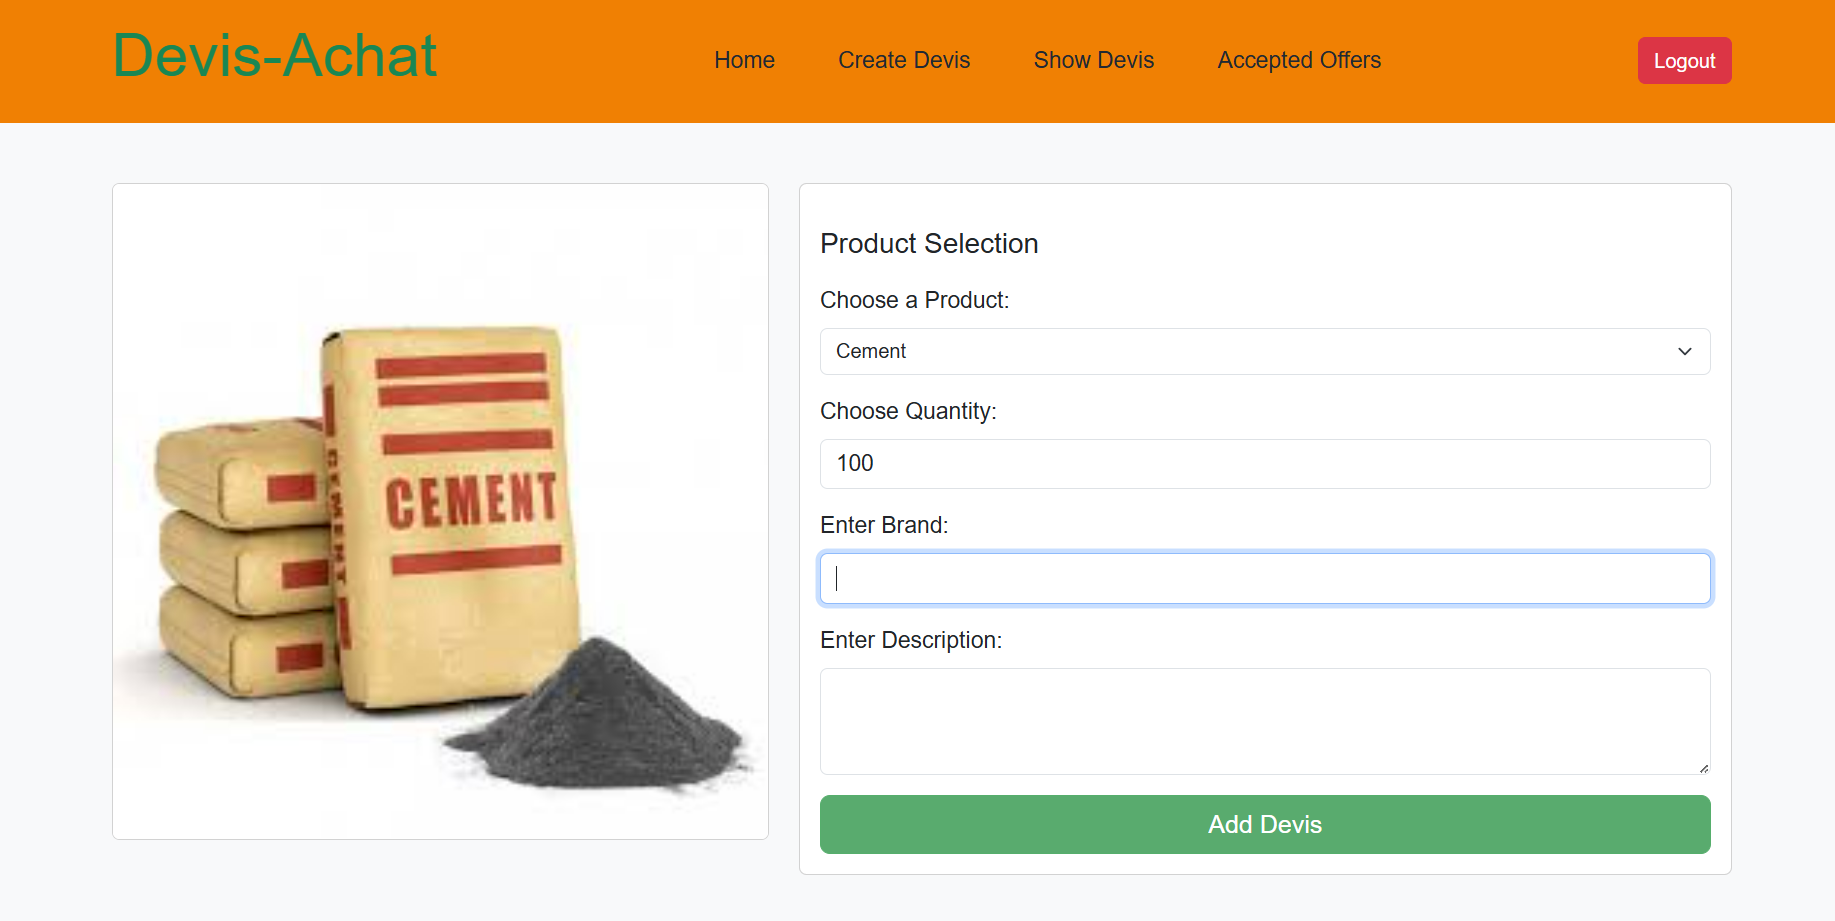 Devis-Achat
Home
Create Devis
Show Devis
Accepted Offers
Logout
CEMENT
CEMENT
Product Selection
Choose a Product:
Cement
Choose Quantity:
100
Enter Brand:
Enter Description:
Add Devis